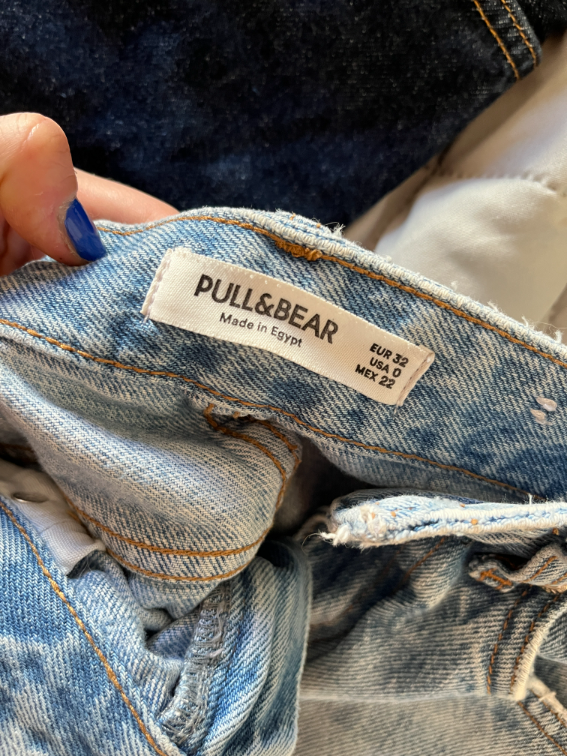 PULL&BEAR
Made in Egypt
EUR 32
USA 0
MEX 22